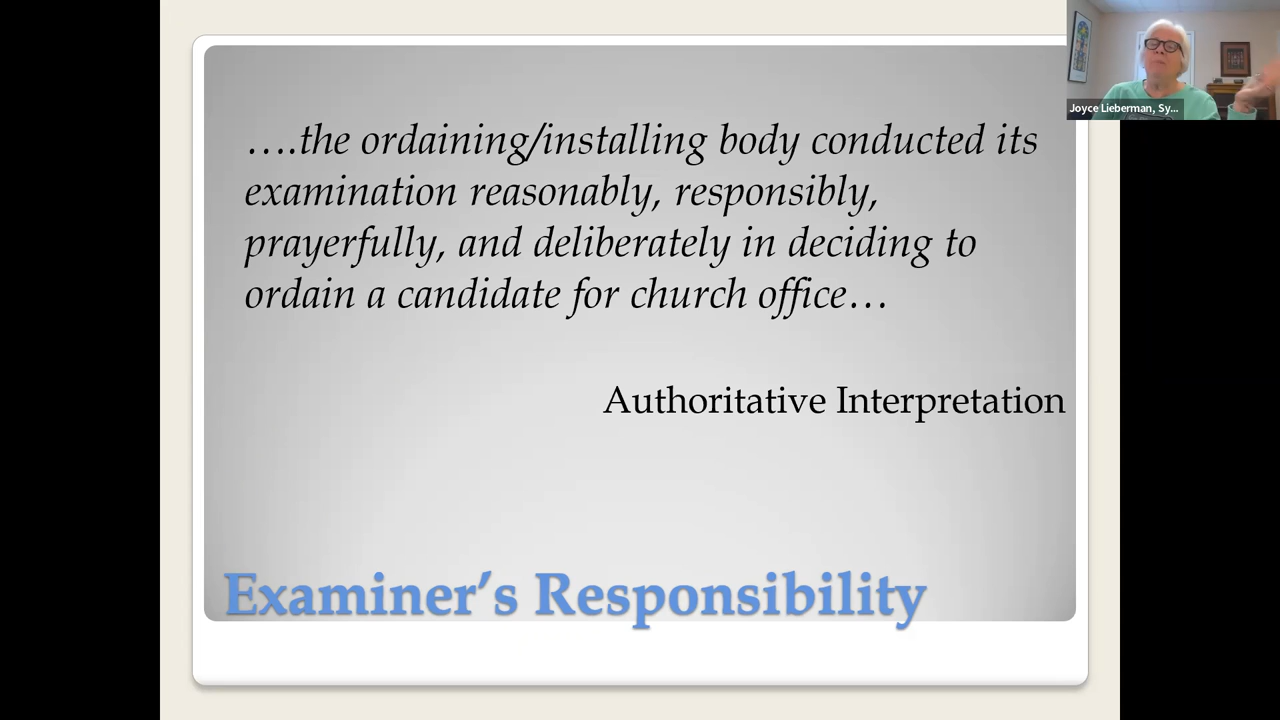 ….the ordaining/installing body conducted its
examination reasonably, responsibly,
prayerfully, and deliberately in deciding to
ordain a candidate for church office…
Authoritative Interpretation
Examiner’s Responsibility
Joyce Lieberman, Sy...